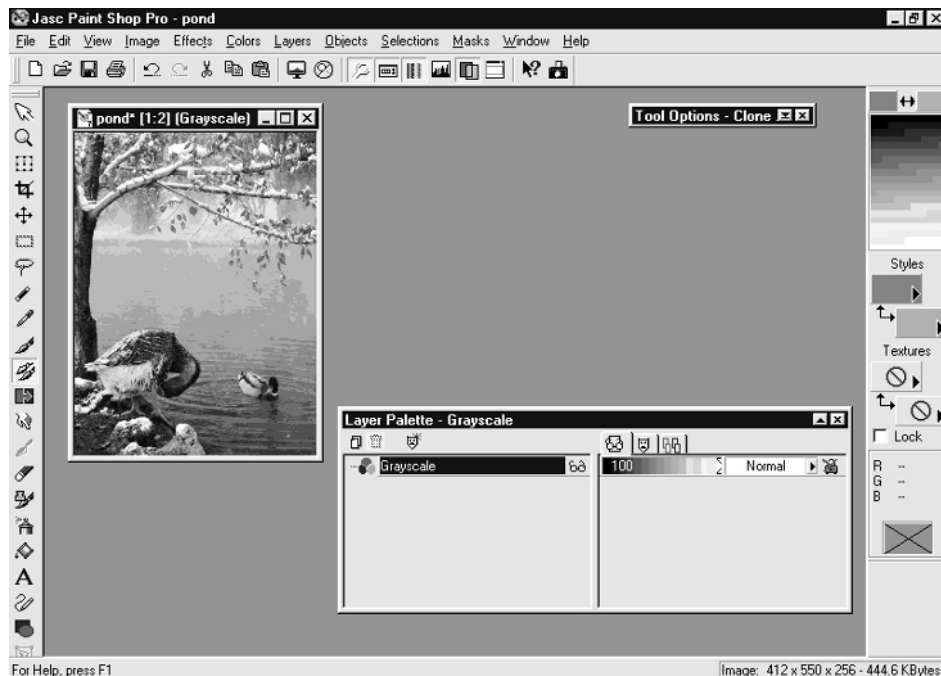 Jasc Paint Shop Pro - pond
File Edit View Image Effects Colors Layers Objects Selections Masks Window Help
pond* [1:2] (Grayscale)
Tool Options - Clone
Styles
Textures
Lock
Layer Palette - Grayscale
Grayscale
100 Normal
R --
G --
B --
For Help, press F1
Image: 412 x 550 x 256 - 444.6 KBytes